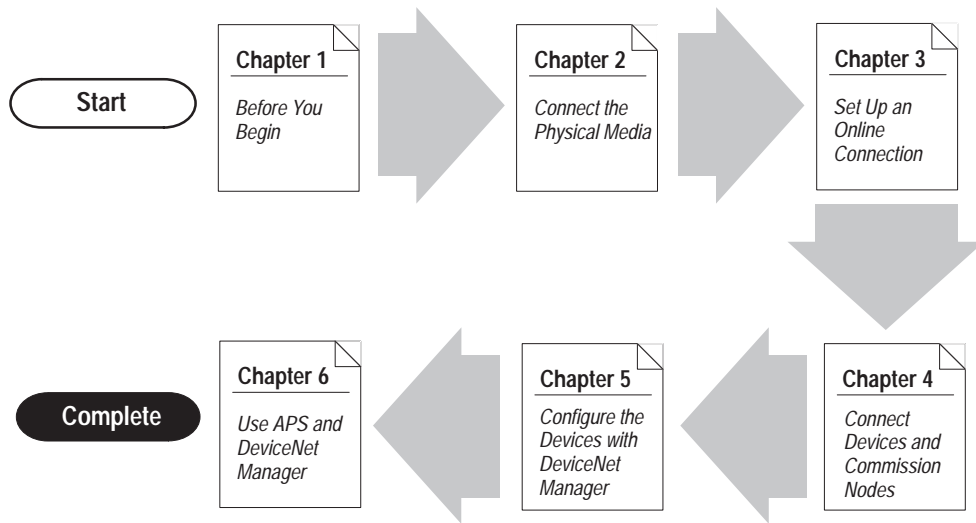 Start
Chapter 1
Before You
Begin
Chapter 2
Connect the
Physical Media
Chapter 3
Set Up an
Online
Connection
Chapter 4
Connect
Devices and
Commission
Nodes
Chapter 5
Configure the
Devices with
DeviceNet
Manager
Chapter 6
Use APS and
DeviceNet
Manager
Complete